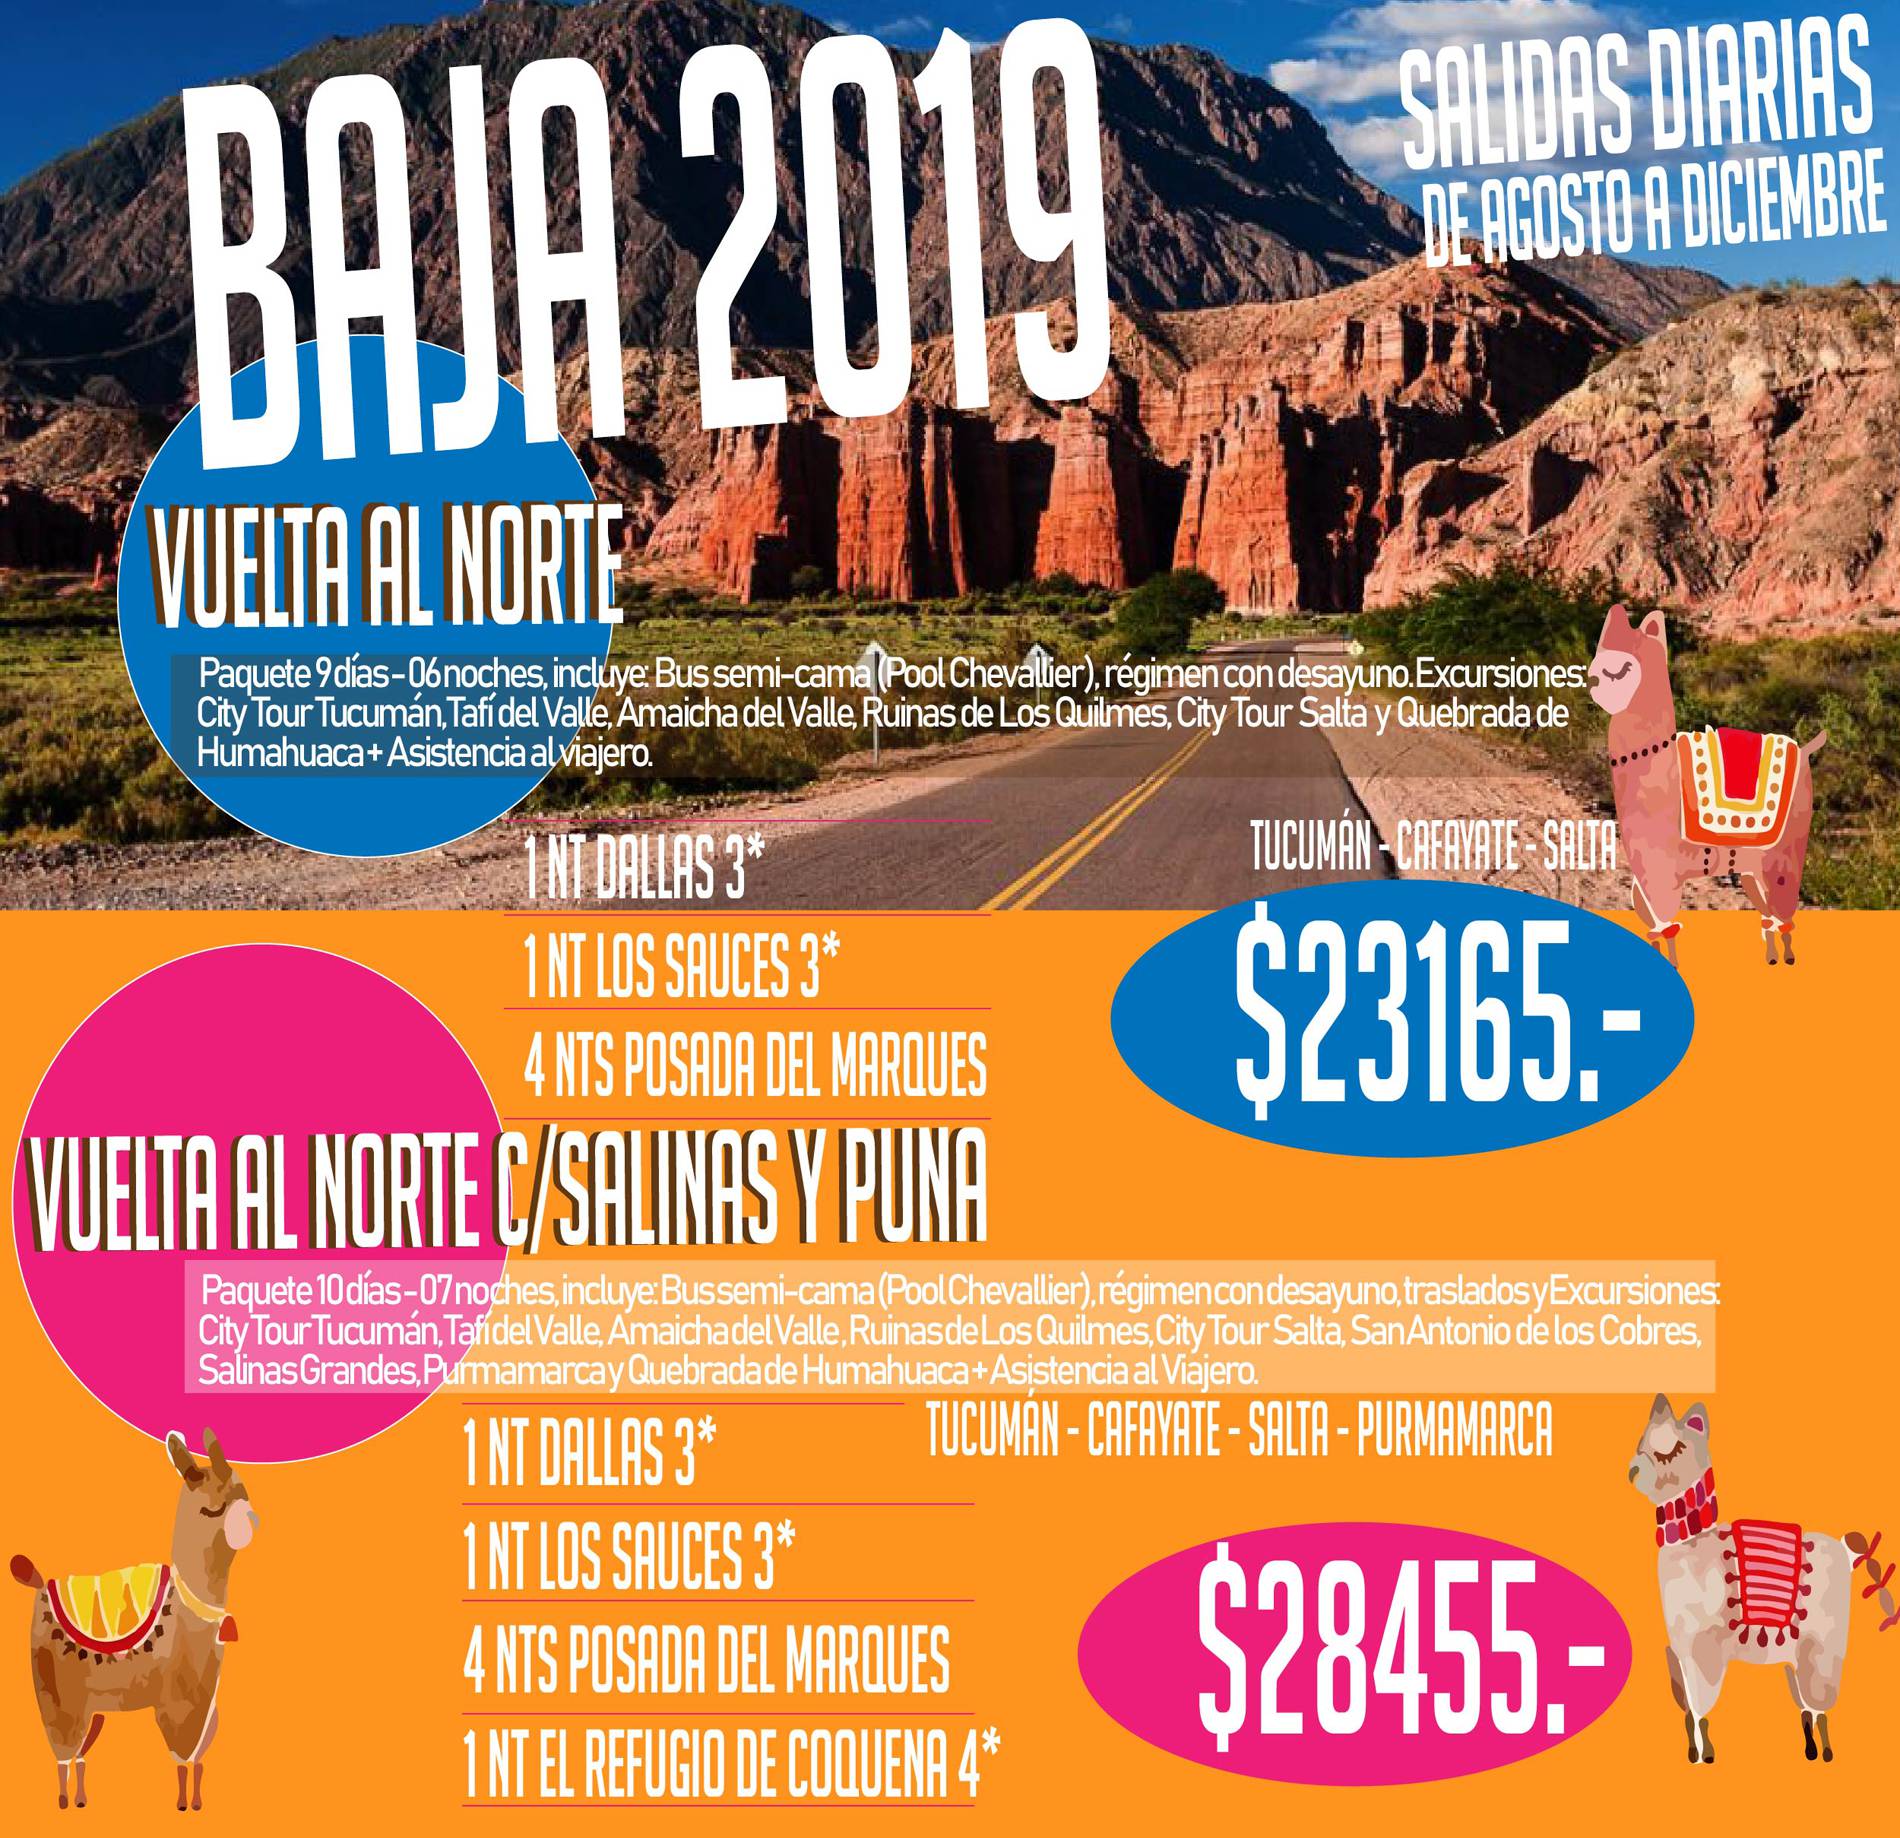 BAJA 2019
SALIDAS DIARIAS
DE AGOSTO A DICIEMBRE
VUELTA AL NORTE
Paquete 9 días - 06 noches, incluye: Bus semi-cama (Pool Chevallier), régimen con desayuno. Excursiones:
City Tour Tucumán, Tafí del Valle, Amaicha del Valle, Ruinas de Los Quilmes, City Tour Salta y Quebrada de
Humahuaca + Asistencia al viajero.
1 NT DALLAS 3*
1 NT LOS SAUCES 3*
4 NTS POSADA DEL MARQUES
TUCUMÁN - CAFAYATE - SALTA
$23165.-
VUELTA AL NORTE C/SALINAS Y PUNA
Paquete 10 días - 07 noches, incluye: Bus semi-cama (Pool Chevallier), régimen con desayuno, traslados y Excursiones:
City Tour Tucumán, Tafí del Valle, Amaicha del Valle, Ruinas de Los Quilmes, City Tour Salta, San Antonio de los Cobres,
Salinas Grandes, Purmamarca y Quebrada de Humahuaca + Asistencia al Viajero.
TUCUMÁN - CAFAYATE - SALTA - PURMAMARCA
1 NT DALLAS 3*
1 NT LOS SAUCES 3*
4 NTS POSADA DEL MARQUES
1 NT EL REFUGIO DE COQUENA 4*
$28455.-